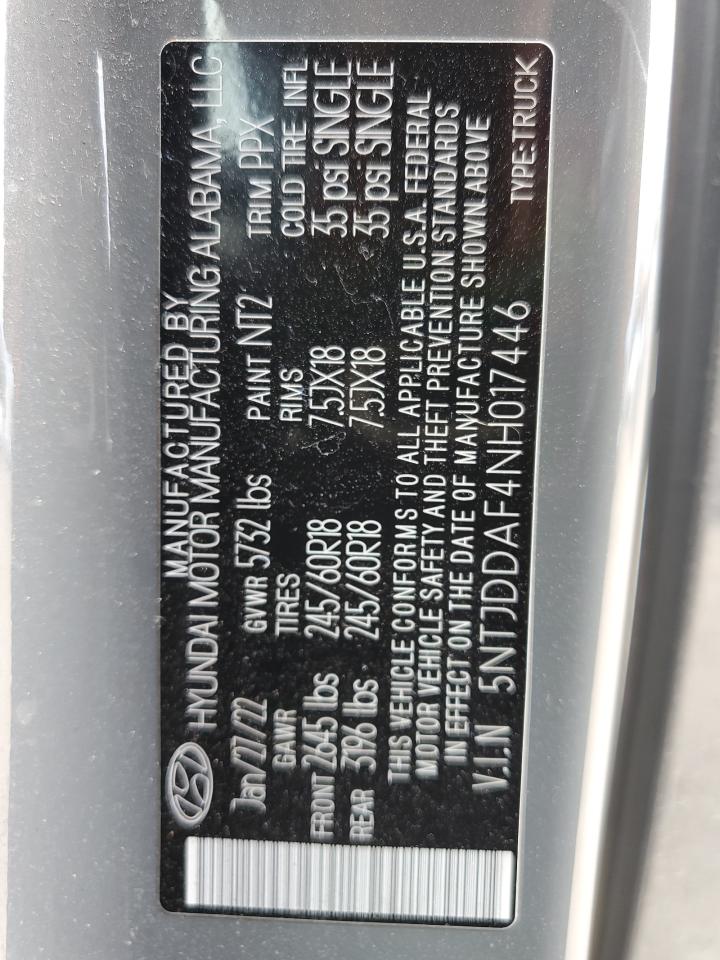 MANUFACTURED BY
HYUNDAI MOTOR MANUFACTURING ALABAMA, LLC
Jan/27/22 GVWR 5732 lbs PAINT NT2 TRIM PPX
GAWR TIRES RIMS COLD TIRE INFL
FRONT 2645 lbs 245/60R18 7.5JX18 35 psi SINGLE
REAR 3196 lbs 245/60R18 7.5JX18 35 psi SINGLE
THIS VEHICLE CONFORMS TO ALL APPLICABLE U.S.A. FEDERAL
MOTOR VEHICLE SAFETY AND THEFT PREVENTION STANDARDS
IN EFFECT ON THE DATE OF MANUFACTURE SHOWN ABOVE
V.I.N 5NTJDDAF4NH017446 TYPE:TRUCK